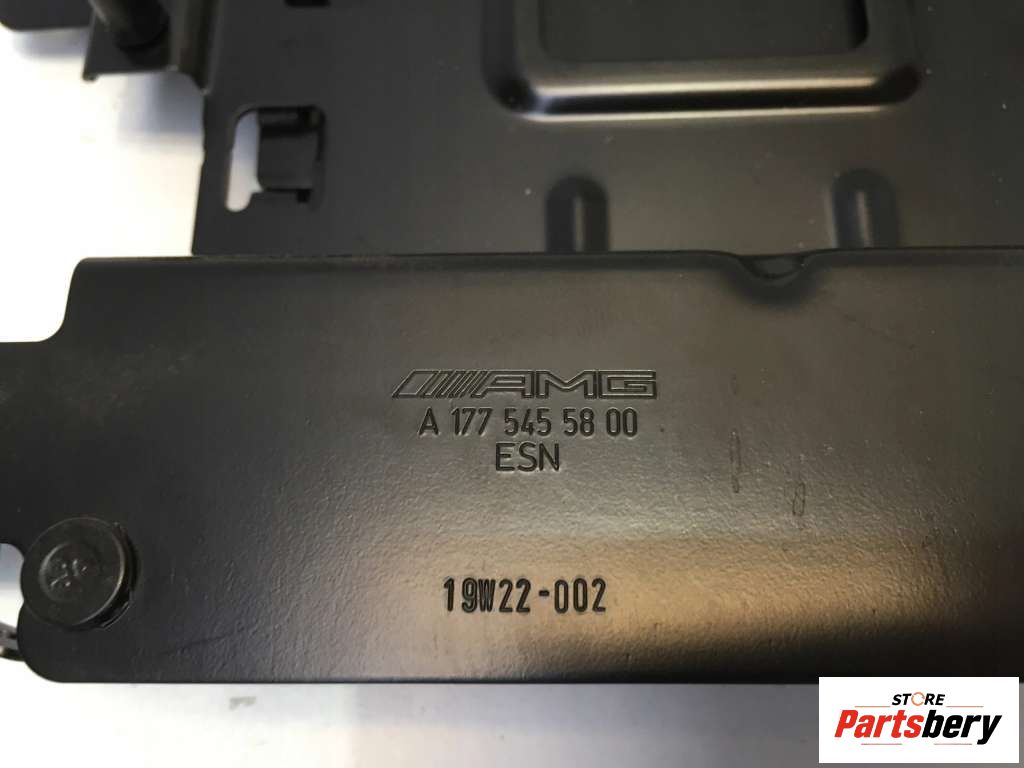 AMG
A 177 545 58 00
ESN
19W22-002
STORE
Partsbery